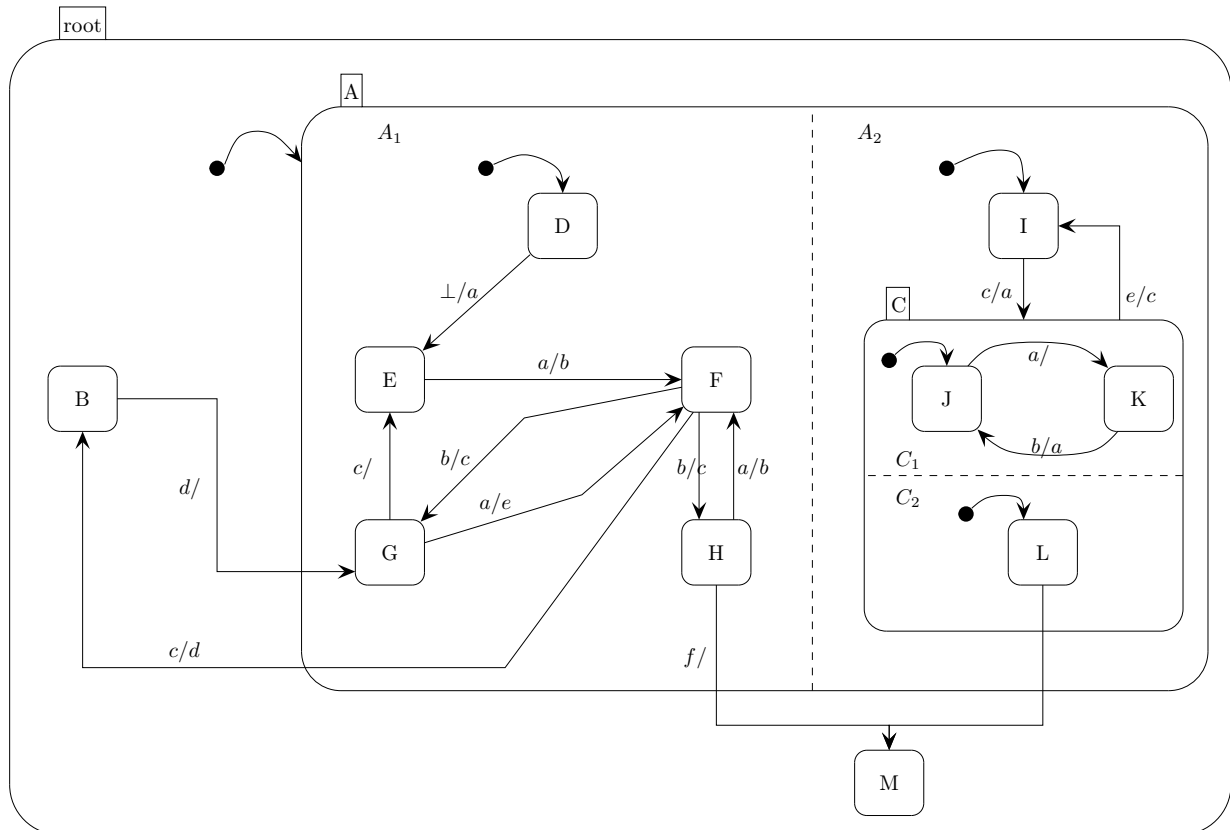 root
A
A₁ A₂
D I
⊥/a c/a e/c
C
E a/b F J a/ K
B
b/c b/c a/b b/a
c/ C₁
d/ a/e C₂
G H L
c/d f/
M